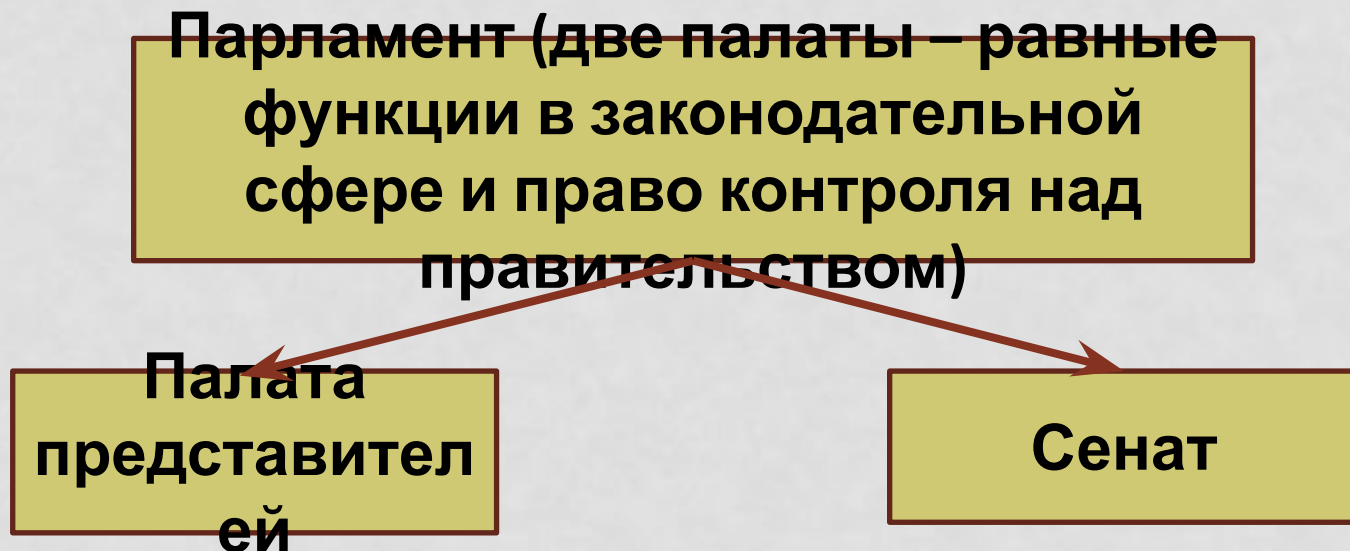 Парламент (две палаты – равные
функции в законодательной
сфере и право контроля над
правительством)
Палата
представител
ей
Сенат